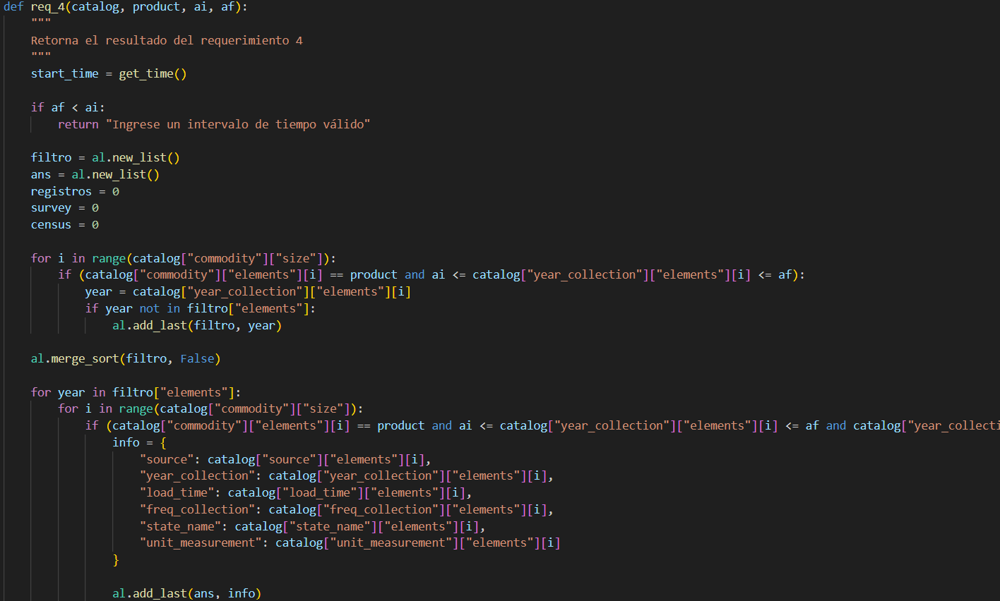 def req_4(catalog, product, ai, af):
    """
    Retorna el resultado del requerimiento 4
    """
    start_time = get_time()

    if af < ai:
        return "Ingrese un intervalo de tiempo válido"

    filtro = al.new_list()
    ans = al.new_list()
    registros = 0
    survey = 0
    census = 0

    for i in range(catalog["commodity"]["size"]):
        if (catalog["commodity"]["elements"][i] == product and ai <= catalog["year_collection"]["elements"][i] <= af):
            year = catalog["year_collection"]["elements"][i]
            if year not in filtro["elements"]:
                al.add_last(filtro, year)

    al.merge_sort(filtro, False)

    for year in filtro["elements"]:
        for i in range(catalog["commodity"]["size"]):
            if (catalog["commodity"]["elements"][i] == product and ai <= catalog["year_collection"]["elements"][i] <= af and catalog["year_collecti
                info = {
                    "source": catalog["source"]["elements"][i],
                    "year_collection": catalog["year_collection"]["elements"][i],
                    "load_time": catalog["load_time"]["elements"][i],
                    "freq_collection": catalog["freq_collection"]["elements"][i],
                    "state_name": catalog["state_name"]["elements"][i],
                    "unit_measurement": catalog["unit_measurement"]["elements"][i]
                }

                al.add_last(ans, info)